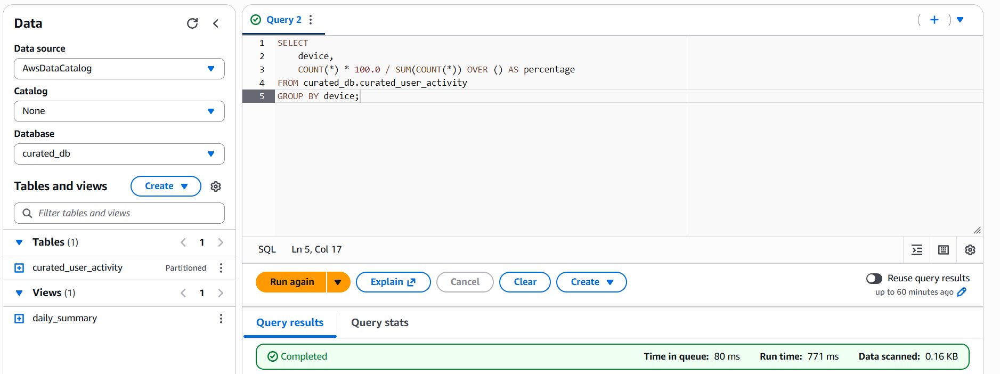 Data
Data source
AwsDataCatalog
Catalog
None
Database
curated_db
Tables and views
Create
Filter tables and views
Tables (1)
1
curated_user_activity
Partitioned
Views (1)
1
daily_summary
Query 2
1 SELECT
2 device,
3 COUNT(*) * 100.0 / SUM(COUNT(*)) OVER () AS percentage
4 FROM curated_db.curated_user_activity
5 GROUP BY device;
SQL Ln 5, Col 17
Run again
Explain
Cancel
Clear
Create
Reuse query results
up to 60 minutes ago
Query results
Query stats
Completed
Time in queue: 80 ms
Run time: 771 ms
Data scanned: 0.16 KB